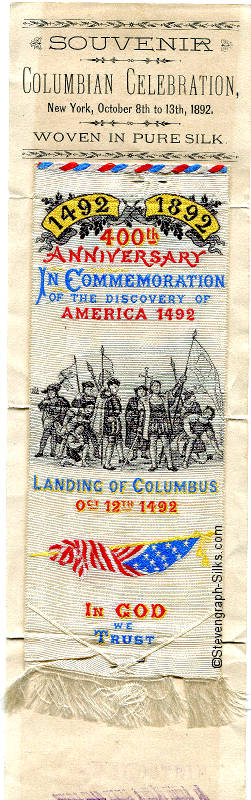 SOUVENIR
COLUMBIAN CELEBRATION,
New York, October 8th to 13th, 1892.
WOVEN IN PURE SILK.
1492 1892
400th
ANNIVERSARY
IN COMMEMORATION
OF THE DISCOVERY OF
AMERICA 1492
LANDING OF COLUMBUS
OCT 12TH 1492
IN GOD
WE
TRUST
©Stevengraph-Silks.com